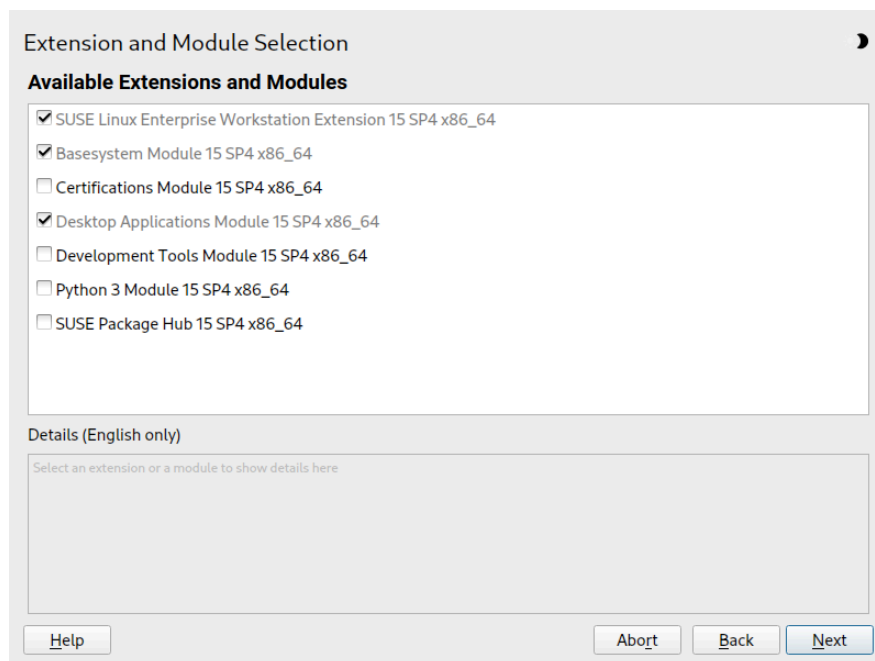 Extension and Module Selection
Available Extensions and Modules
SUSE Linux Enterprise Workstation Extension 15 SP4 x86_64
Basesystem Module 15 SP4 x86_64
Certifications Module 15 SP4 x86_64
Desktop Applications Module 15 SP4 x86_64
Development Tools Module 15 SP4 x86_64
Python 3 Module 15 SP4 x86_64
SUSE Package Hub 15 SP4 x86_64
Details (English only)
Select an extension or a module to show details here
Help Abort Back Next